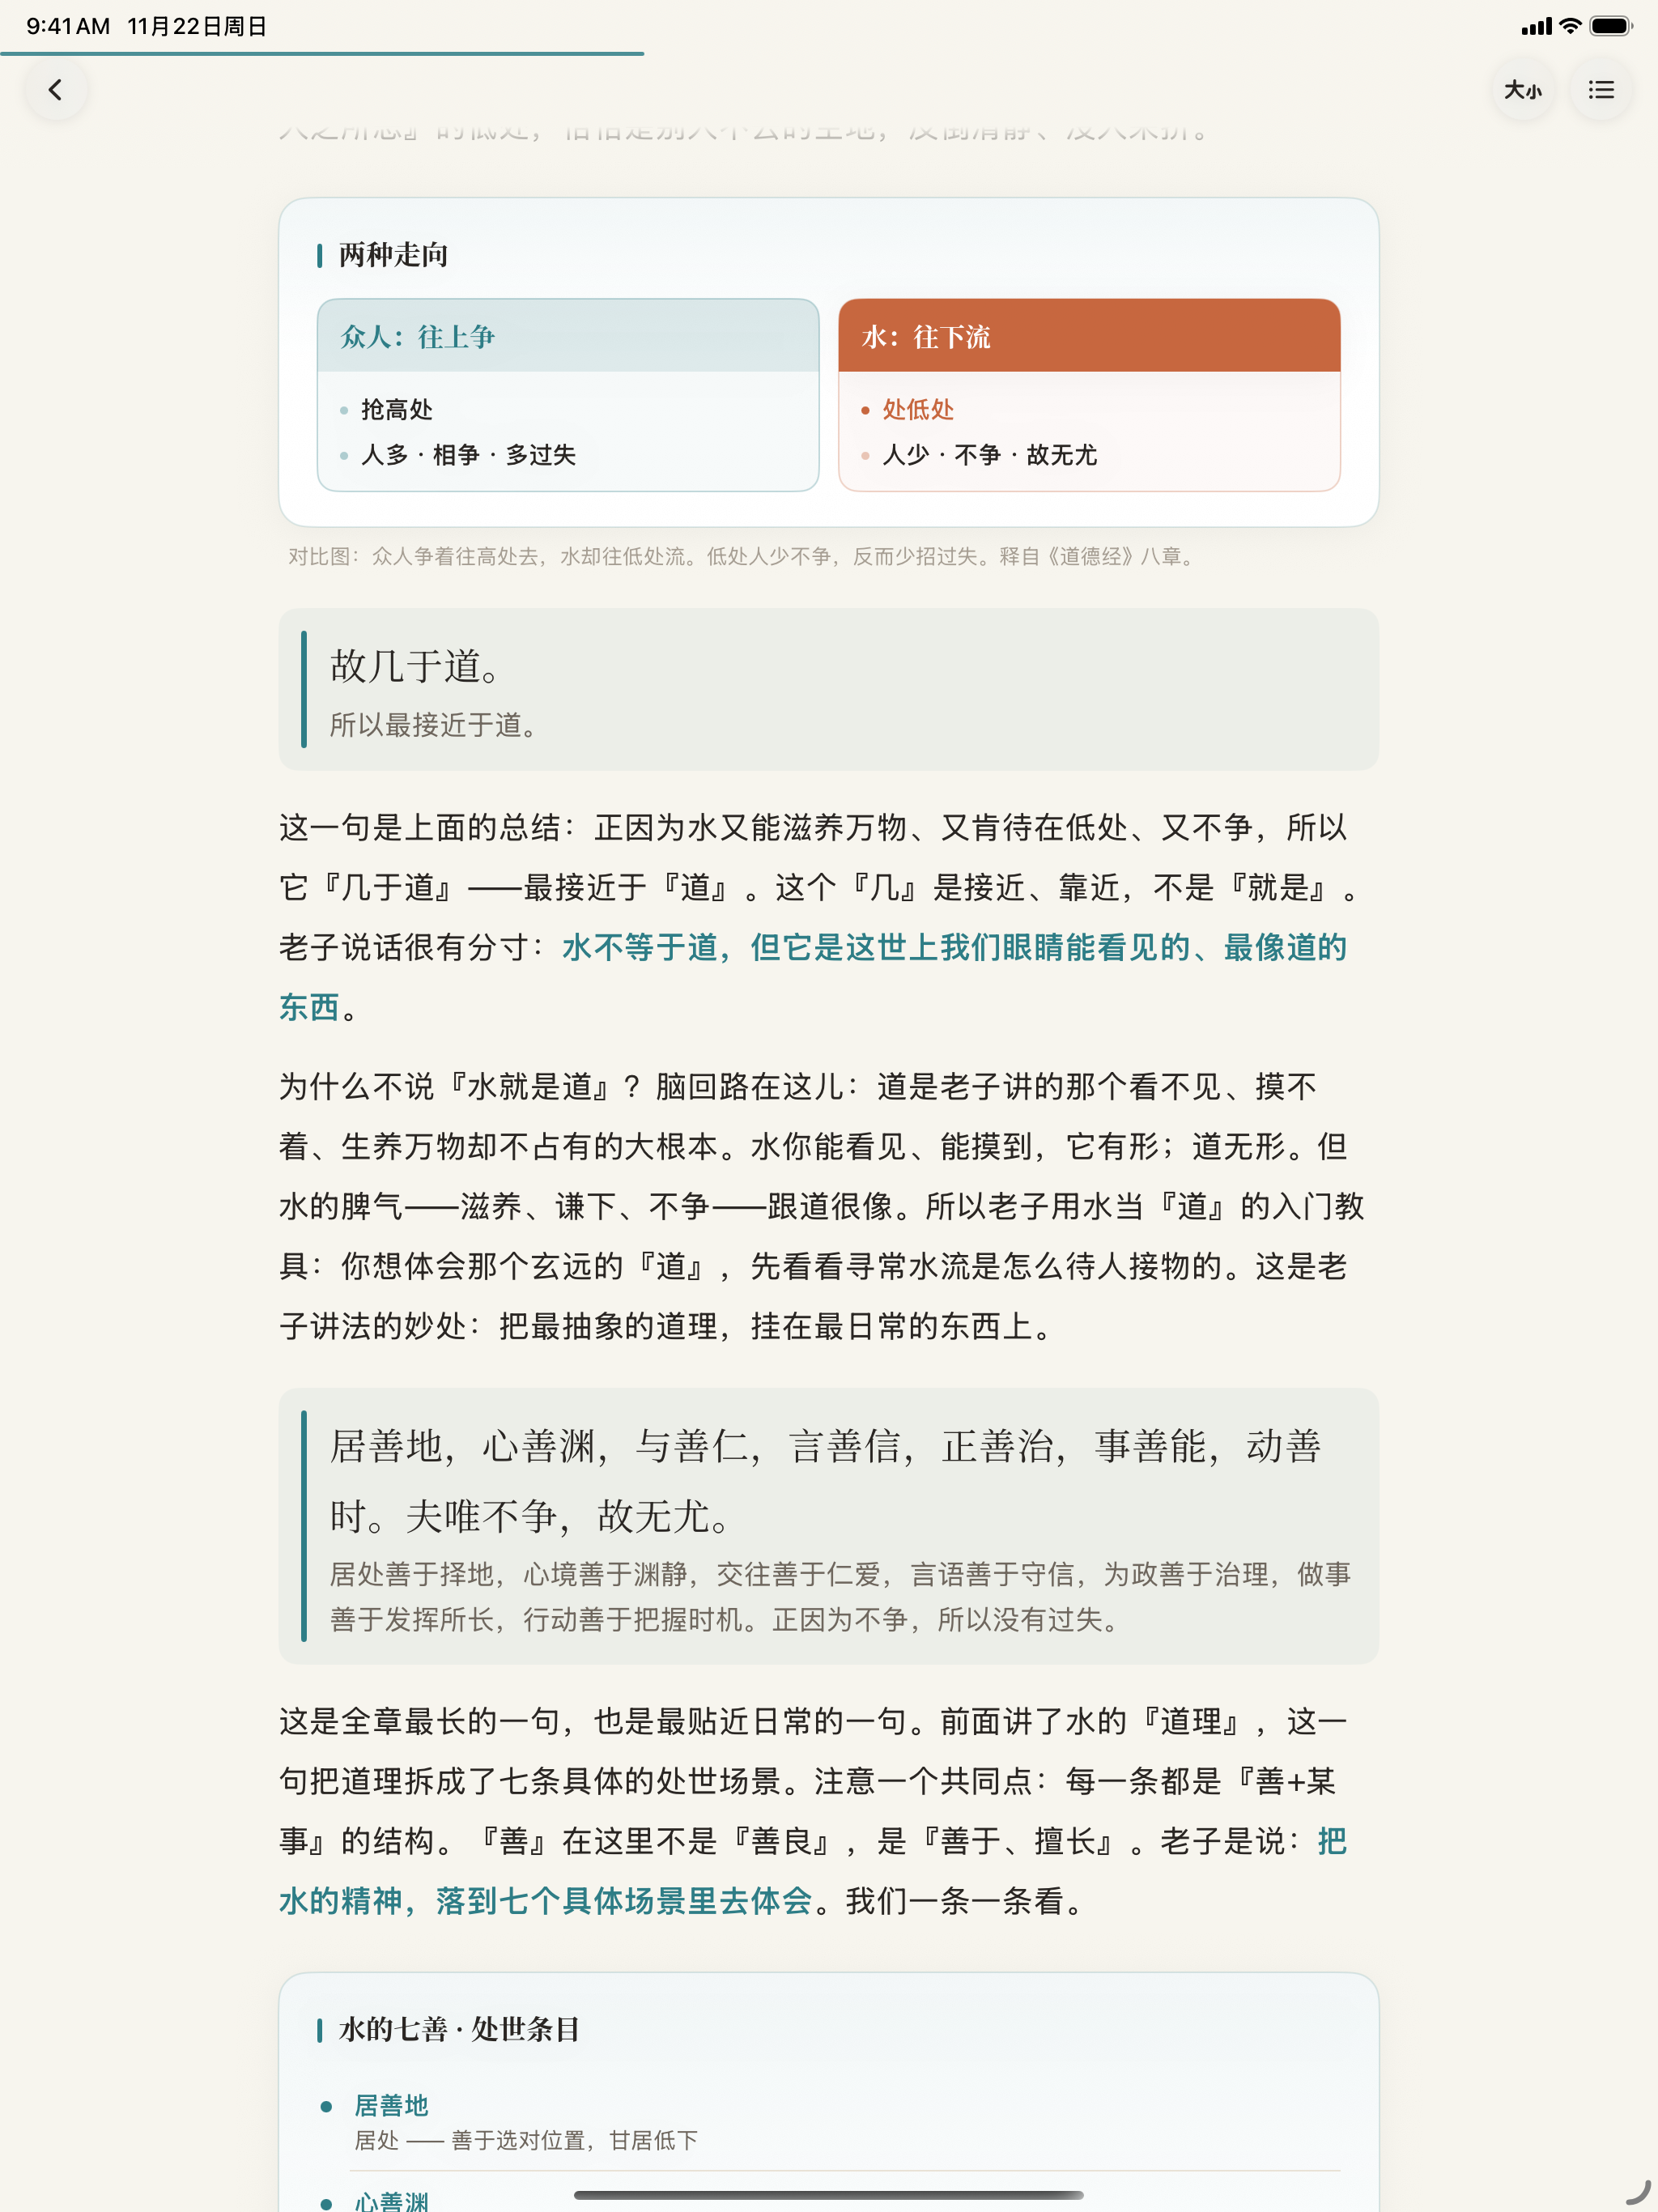 9:41 AM 11月22日周日
大小
两种走向
众人：往上争
抢高处
人多 · 相争 · 多过失
水：往下流
处低处
人少 · 不争 · 故无尤
对比图：众人争着往高处去，水却往低处流。低处人少不争，反而少招过失。释自《道德经》八章。
故几于道。
所以最接近于道。
这一句是上面的总结：正因为水又能滋养万物、又肯待在低处、又不争，所以
它『几于道』——最接近于『道』。这个『几』是接近、靠近，不是『就是』。
老子说话很有分寸：水不等于道，但它是这世上我们眼睛能看见的、最像道的
东西。
为什么不说『水就是道』？脑回路在这儿：道是老子讲的那个看不见、摸不
着、生养万物却不占有的大根本。水你能看见、能摸到，它有形；道无形。但
水的脾气——滋养、谦下、不争——跟道很像。所以老子用水当『道』的入门教
具：你想体会那个玄远的『道』，先看看寻常水流是怎么待人接物的。这是老
子讲法的妙处：把最抽象的道理，挂在最日常的东西上。
居善地，心善渊，与善仁，言善信，正善治，事善能，动善
时。夫唯不争，故无尤。
居处善于择地，心境善于渊静，交往善于仁爱，言语善于守信，为政善于治理，做事
善于发挥所长，行动善于把握时机。正因为不争，所以没有过失。
这是全章最长的一句，也是最贴近日常的一句。前面讲了水的『道理』，这一
句把道理拆成了七条具体的处世场景。注意一个共同点：每一条都是『善+某
事』的结构。『善』在这里不是『善良』，是『善于、擅长』。老子是说：把
水的精神，落到七个具体场景里去体会。我们一条一条看。
水的七善 · 处世条目
居善地
居处 —— 善于选对位置，甘居低下
心善渊